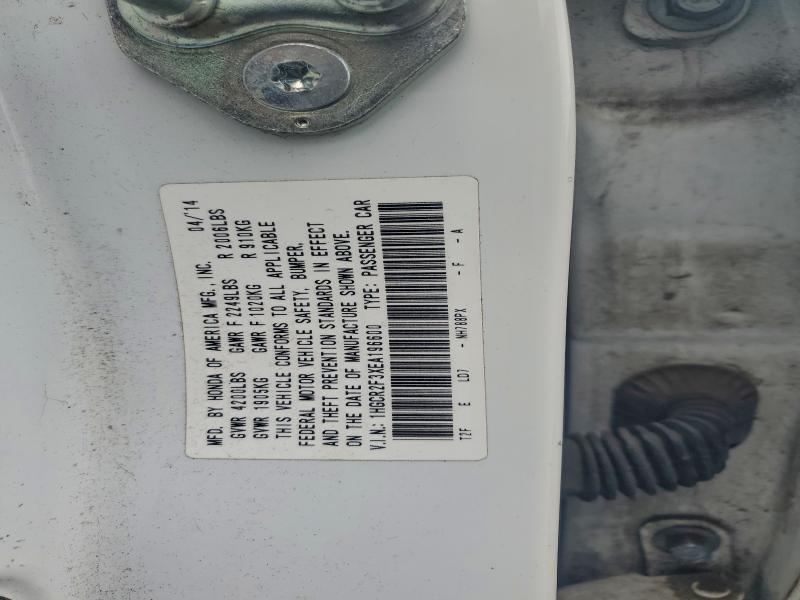 MFD. BY HONDA OF AMERICA MFG., INC. 04/'14
GVWR 4200LBS GAWR F 2249LBS R 2006LBS
GVWR 1905KG GAWR F 1020KG R 910KG
THIS VEHICLE CONFORMS TO ALL APPLICABLE
FEDERAL MOTOR VEHICLE SAFETY, BUMPER,
AND THEFT PREVENTION STANDARDS IN EFFECT
ON THE DATE OF MANUFACTURE SHOWN ABOVE.
V.I.N.: 1HGCR2F3XEA196600 TYPE: PASSENGER CAR
T2F E LD7 - NH788PX - F - A